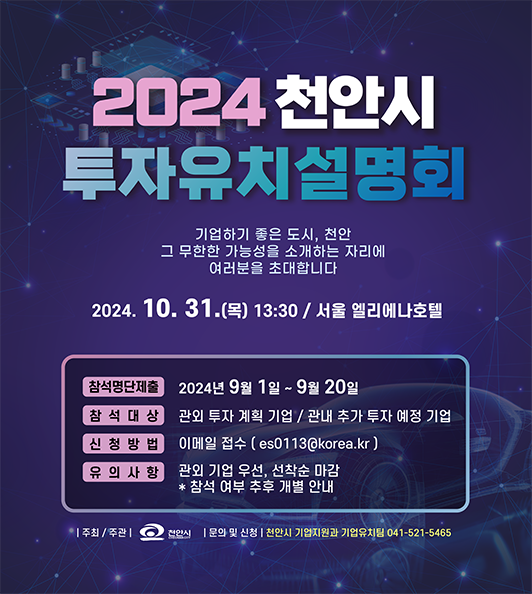 2024 천안시
투자유치설명회
기업하기 좋은 도시, 천안
그 무한한 가능성을 소개하는 자리에
여러분을 초대합니다
2024. 10. 31.(목) 13:30 / 서울 엘리에나호텔
참석명단제출 2024년 9월 1일 ~ 9월 20일
참 석 대 상 관외 투자 계획 기업 / 관내 추가 투자 예정 기업
신 청 방 법 이메일 접수 ( es0113@korea.kr )
유 의 사 항 관외 기업 우선, 선착순 마감
* 참석 여부 추후 개별 안내
| 주최 / 주관 | 천안시 | 문의 및 신청 | 천안시 기업지원과 기업유치팀 041-521-5465